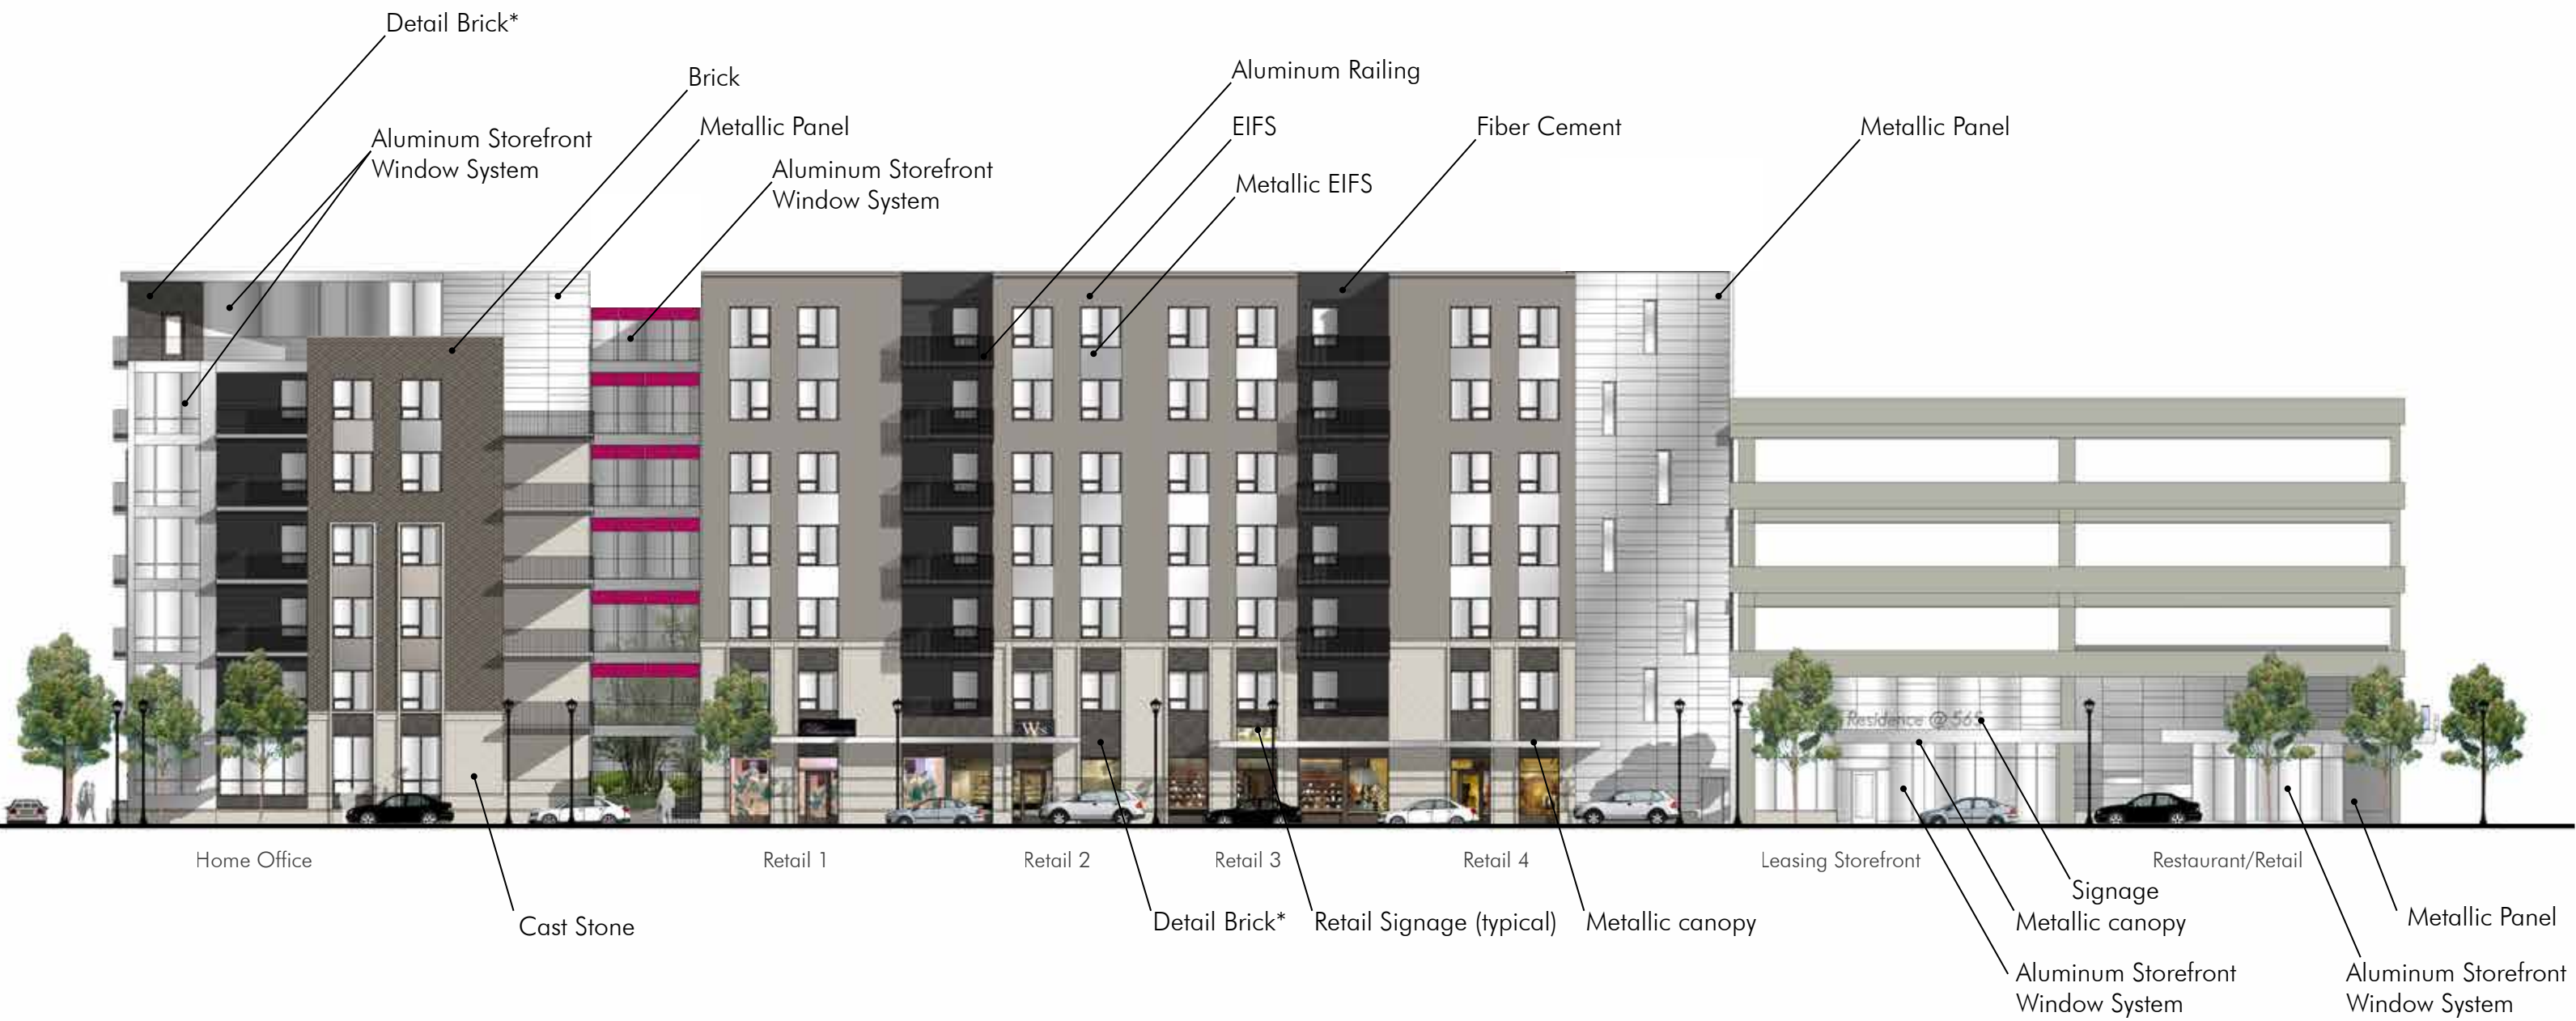 Detail Brick*
Brick
Aluminum Railing
Metallic Panel
EIFS
Fiber Cement
Metallic Panel
Aluminum Storefront
Window System
Aluminum Storefront
Window System
Metallic EIFS
Ws
Residence @ 565
Home Office
Retail 1
Retail 2
Retail 3
Retail 4
Leasing Storefront
Restaurant/Retail
Signage
Cast Stone
Detail Brick*
Retail Signage (typical)
Metallic canopy
Metallic canopy
Metallic Panel
Aluminum Storefront
Window System
Aluminum Storefront
Window System